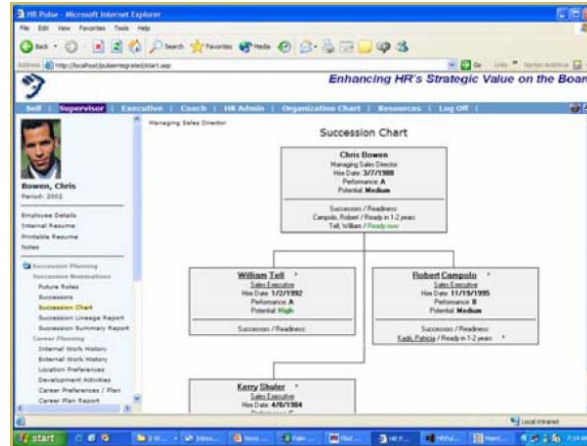 HR Pulse - Microsoft Internet Explorer
File Edit View Favorites Tools Help
Back Search Favorites Media
Address http://localhost/pulseintegrated/start.asp Go Links Norton AntiVirus
Enhancing HR's Strategic Value on the Boar
Self | Supervisor | Executive | Coach | HR Admin | Organization Chart | Resources | Log Off |
Managing Sales Director
Succession Chart
Bowen, Chris
Period: 2002
Employee Details
Internal Resume
Printable Resume
Notes
Succession Planning
Succession Nominations
Future Roles
Successors
Succession Chart
Succession Lineage Report
Succession Summary Report
Career Planning
Internal Work History
External Work History
Location Preferences
Development Activities
Career Preferences / Plan
Career Plan Report
Chris Bowen
Managing Sales Director
Hire Date: 3/7/1988
Performance: A
Potential: Medium
Successors / Readiness
Campolo, Robert / Ready in 1-2 years
Tell, William / Ready now
William Tell
Sales Executive
Hire Date: 1/2/1992
Performance: A
Potential: High
Successors / Readiness:
Robert Campolo
Sales Executive
Hire Date: 11/19/1995
Performance: B
Potential: Medium
Successors / Readiness:
Kady, Patricia / Ready in 1-2 years
Kerry Shuler
Sales Executive
Hire Date: 4/8/1984
Local intranet
start